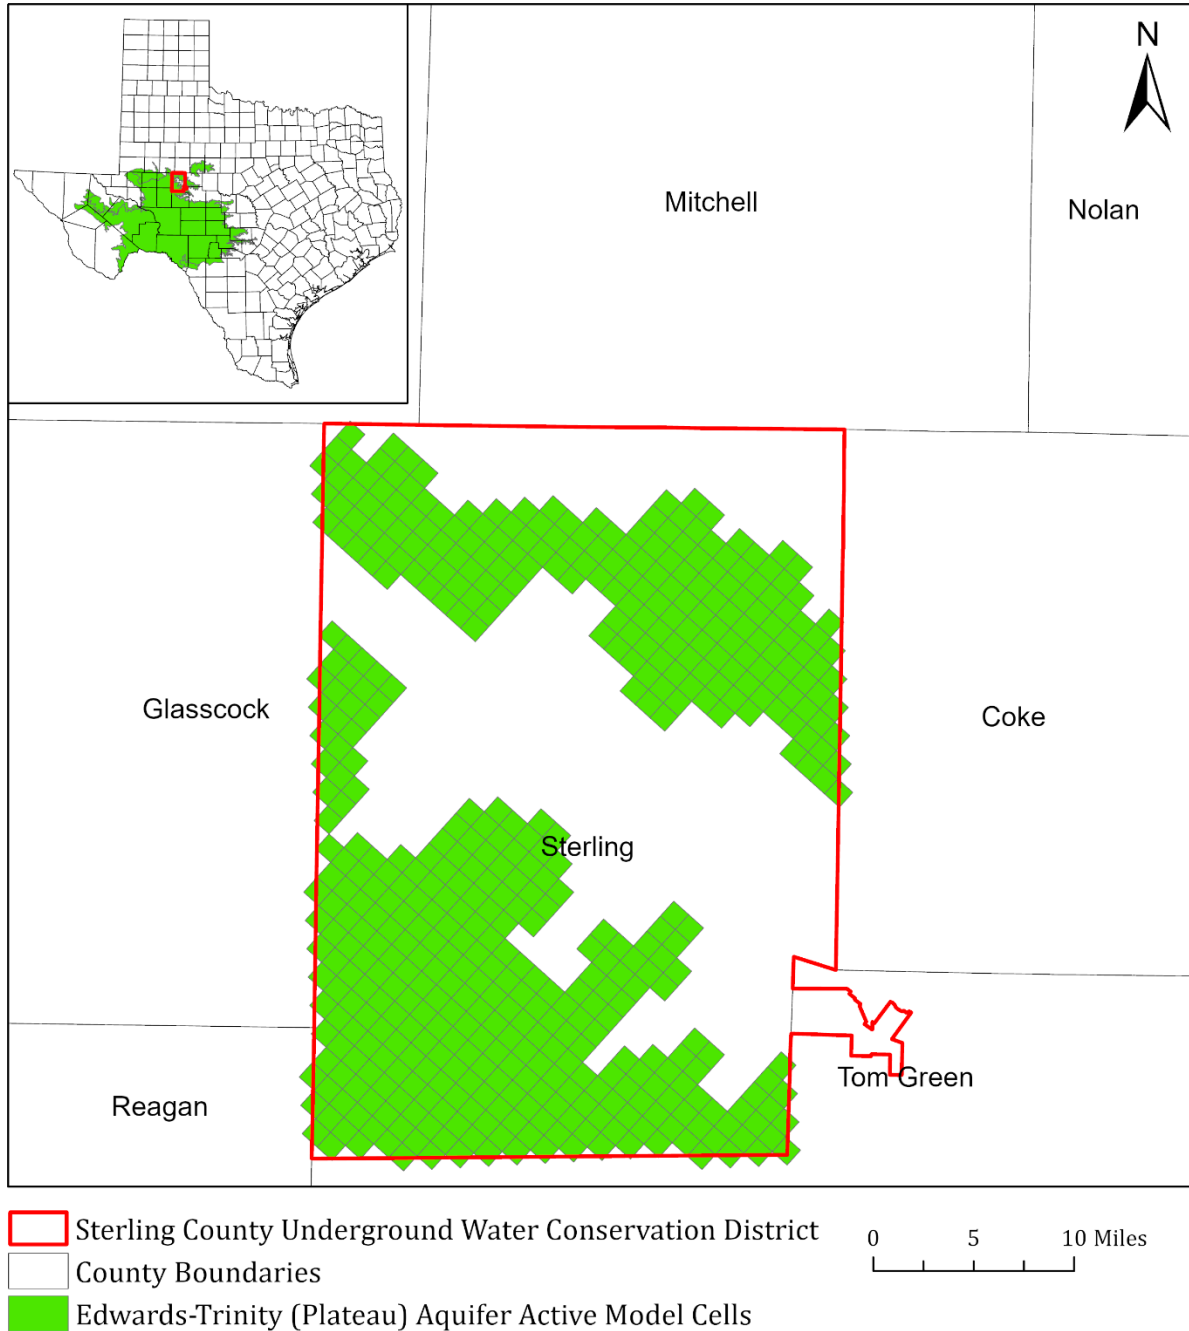 N
Mitchell
Nolan
Glasscock
Coke
Sterling
Tom Green
Reagan
Sterling County Underground Water Conservation District
County Boundaries
Edwards-Trinity (Plateau) Aquifer Active Model Cells
0 5 10 Miles